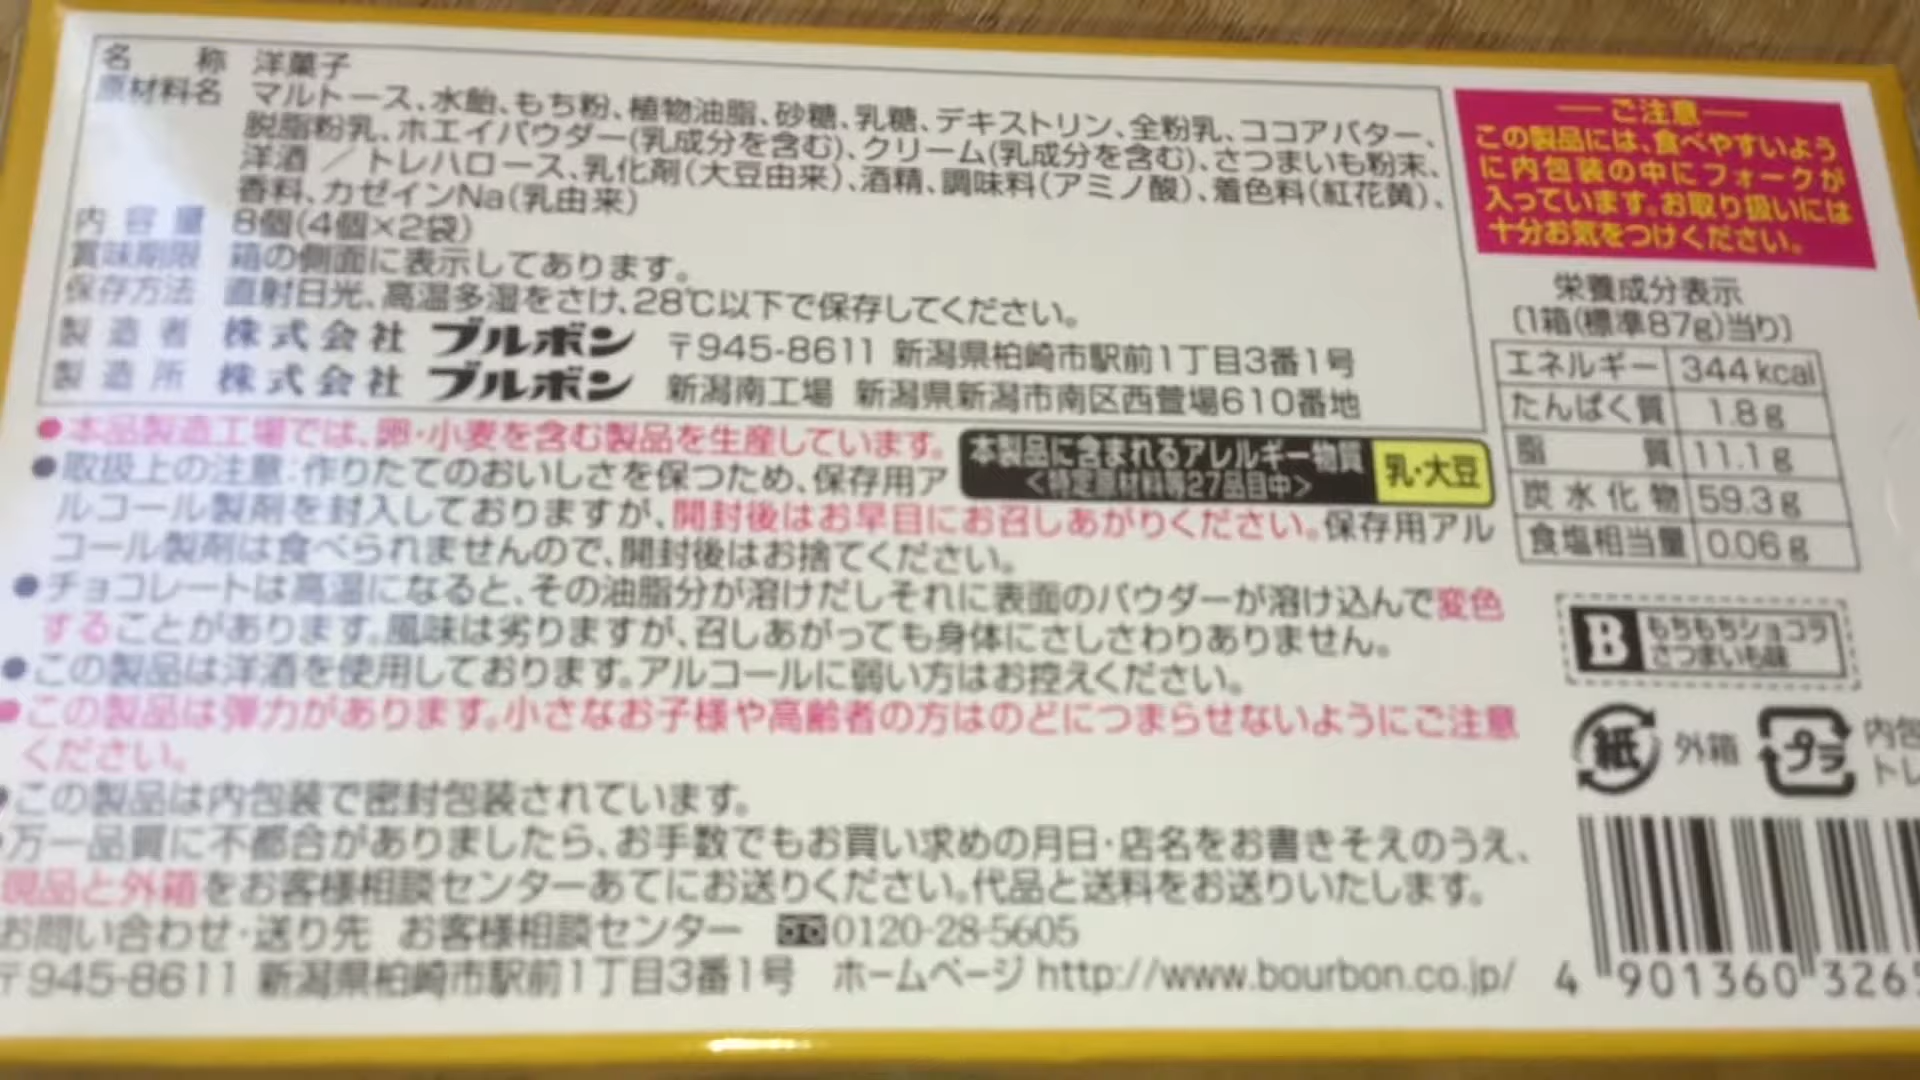 名　　称 洋菓子
原材料名 マルトース、水飴、もち粉、植物油脂、砂糖、乳糖、デキストリン、全粉乳、ココアバター、
脱脂粉乳、ホエイパウダー(乳成分を含む)、クリーム(乳成分を含む)、さつまいも粉末、
洋酒 ／ トレハロース、乳化剤(大豆由来)、酒精、調味料(アミノ酸)、着色料(紅花黄)、
香料、カゼインNa(乳由来)
内 容 量 8個(4個×2袋)
賞味期限 箱の側面に表示してあります。
保存方法 直射日光、高温多湿をさけ、28℃以下で保存してください。
製 造 者 株式会社 ブルボン 〒945-8611 新潟県柏崎市駅前1丁目3番1号
製 造 所 株式会社 ブルボン 新潟南工場 新潟県新潟市南区西萱場610番地
●本品製造工場では、卵・小麦を含む製品を生産しています。
本製品に含まれるアレルギー物質
<特定原材料等27品目中>
乳・大豆
●取扱上の注意:作りたてのおいしさを保つため、保存用ア
ルコール製剤を封入しておりますが、開封後はお早目にお召しあがりください。保存用アル
コール製剤は食べられませんので、開封後はお捨てください。
●チョコレートは高温になると、その油脂分が溶けだしそれに表面のパウダーが溶け込んで変色
することがあります。風味は劣りますが、召しあがっても身体にさしさわりありません。
●この製品は洋酒を使用しております。アルコールに弱い方はお控えください。
●この製品は弾力があります。小さなお子様や高齢者の方はのどにつまらせないようにご注意
ください。
●この製品は内包装で密封包装されています。
●万一品質に不都合がありましたら、お手数でもお買い求めの月日・店名をお書きそえのうえ、
現品と外箱をお客様相談センターあてにお送りください。代品と送料をお送りいたします。
お問い合わせ・送り先 お客様相談センター 0120-28-5605
〒945-8611 新潟県柏崎市駅前1丁目3番1号 ホームページ http://www.bourbon.co.jp/
― ご注意 ―
この製品には、食べやすいよう
に内包装の中にフォークが
入っています。お取り扱いには
十分お気をつけください。
栄養成分表示
〔1箱(標準87g)当り〕
エネルギー 344kcal
たんぱく質 1.8g
脂　　質 11.1g
炭水化物 59.3g
食塩相当量 0.06g
B もちもちショコラ
さつまいも味
紙 外箱 プラ 内包
トレ
4 901360 3265